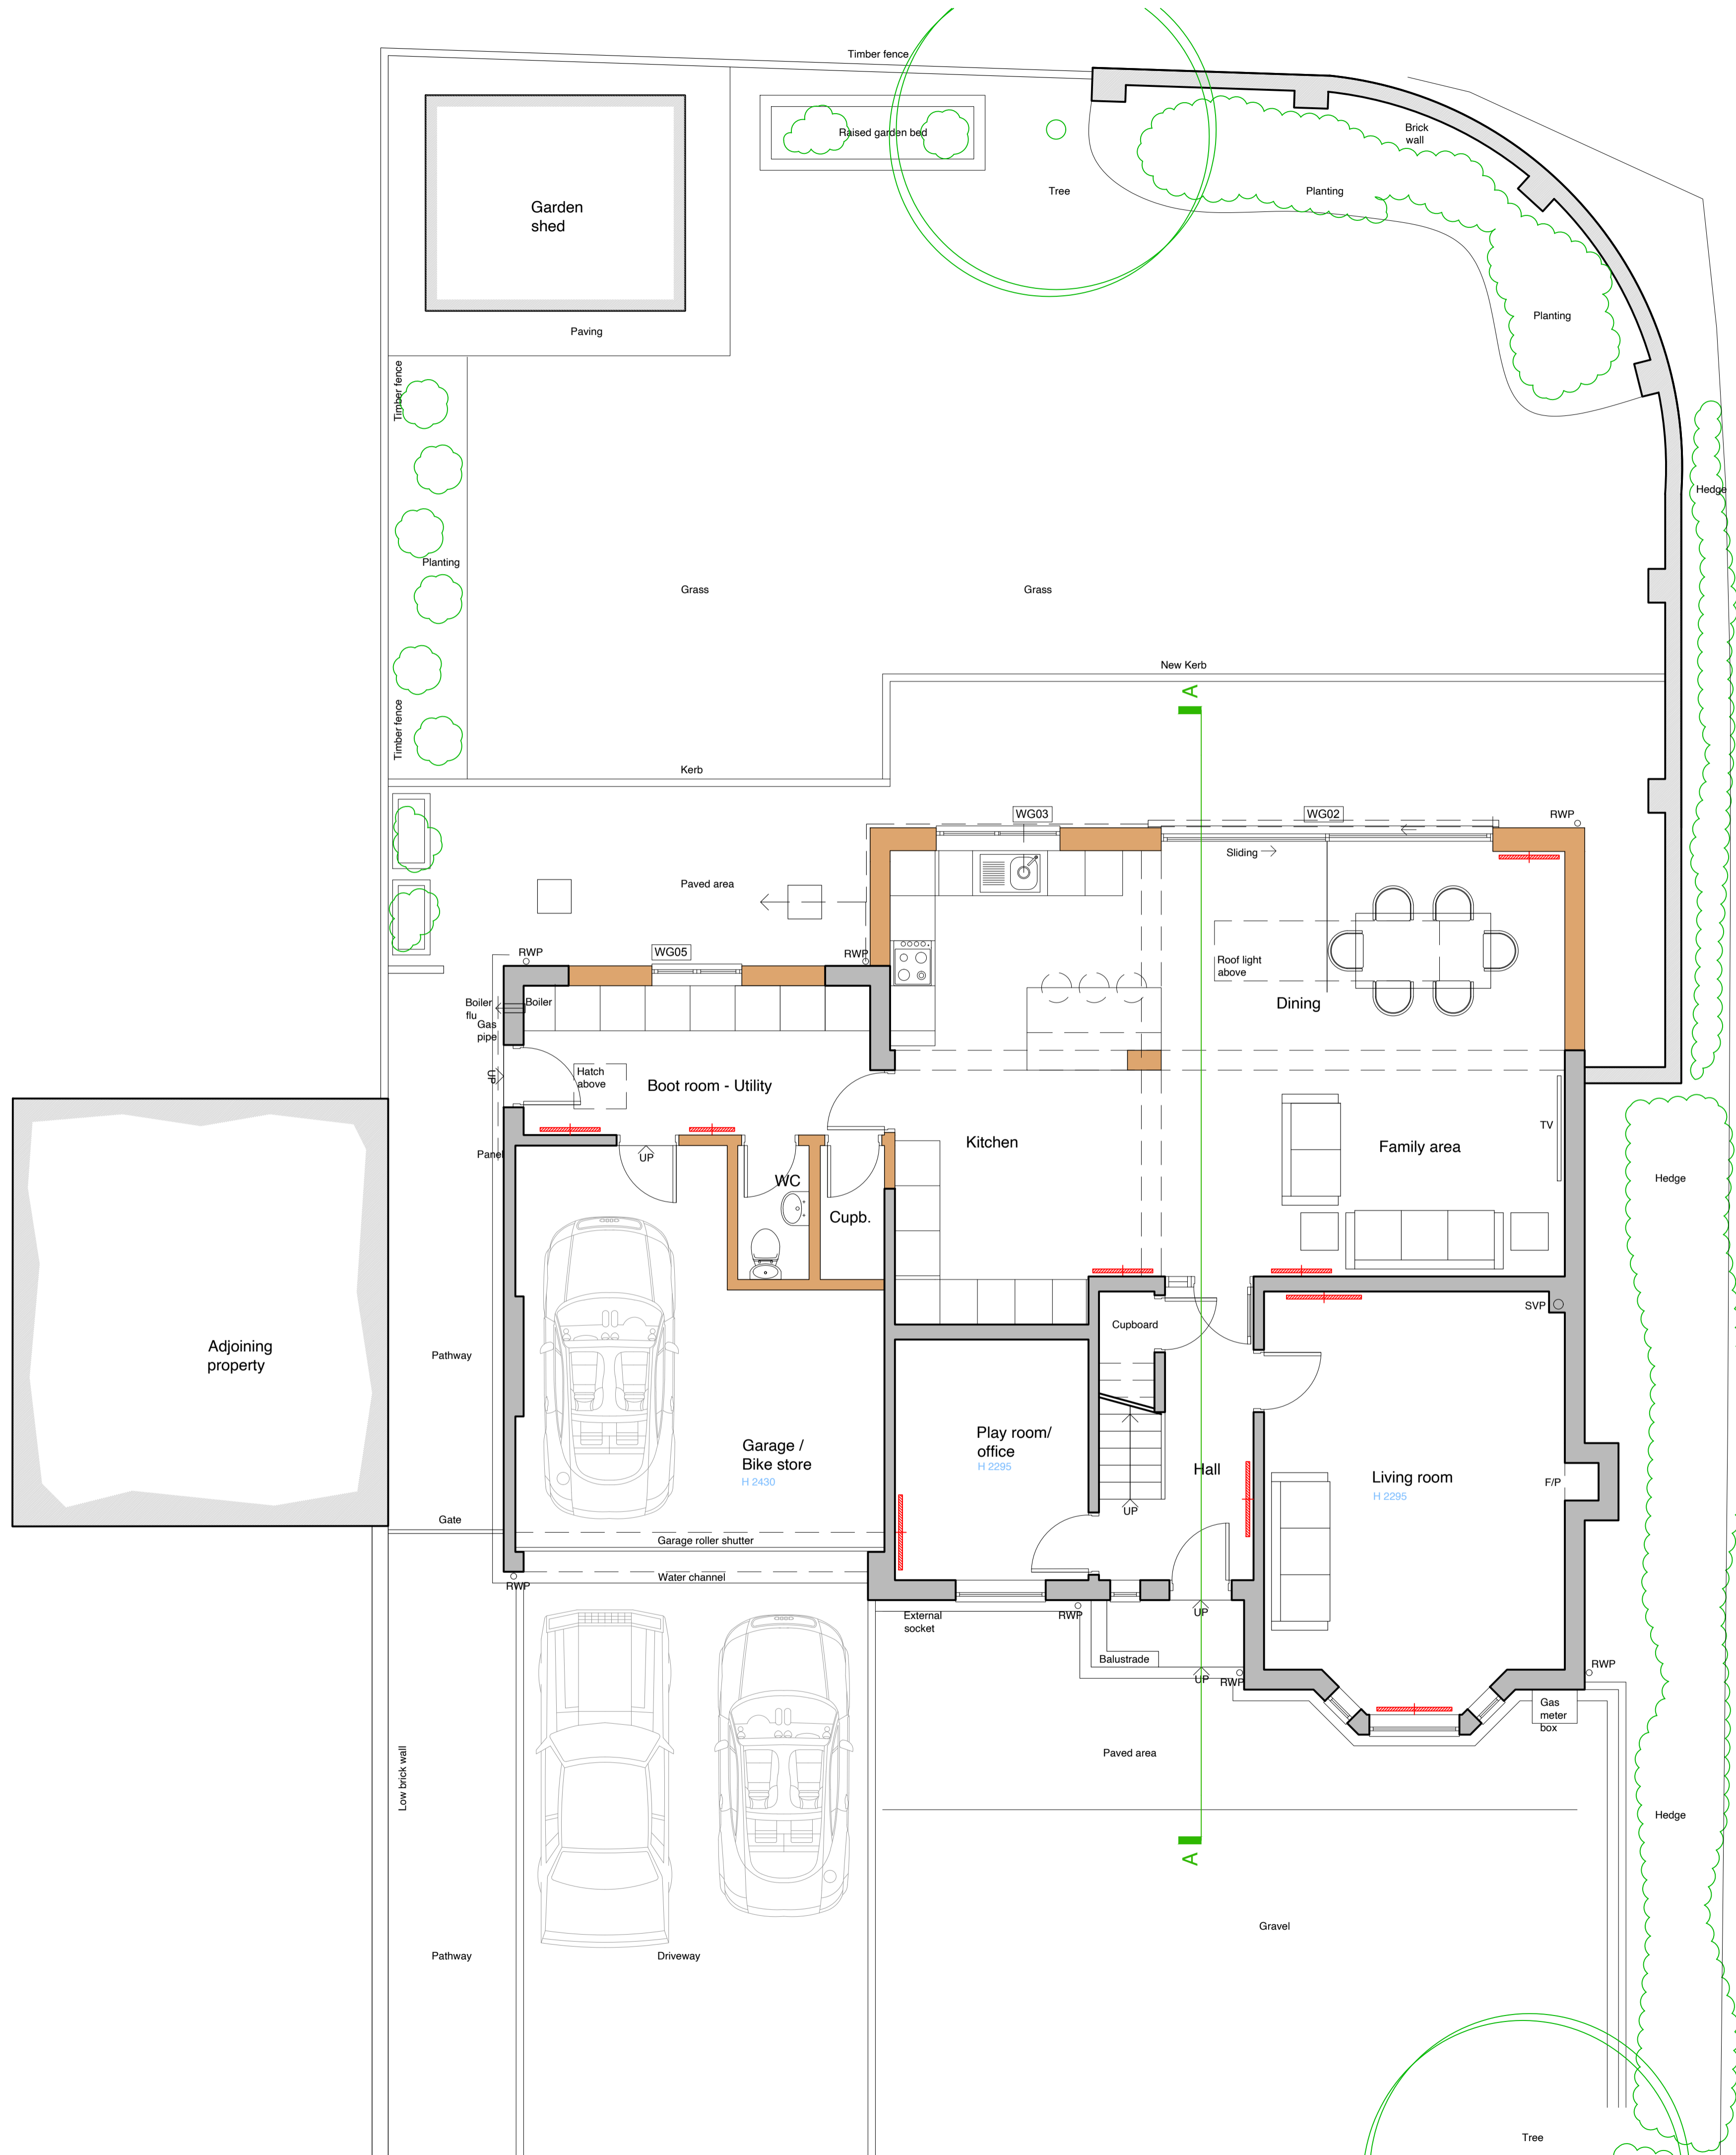 Timber fence
Raised garden bed
Brick
wall
Tree
Planting
Garden
shed
Planting
Paving
Timber fence
Hedge
Planting
Grass
Grass
New Kerb
A
Timber fence
Kerb
WG03
WG02
RWP
Sliding
Paved area
RWP
WG05
RWP
Roof light
above
Boiler
flu
Boiler
Dining
Gas
pipe
UP
Hatch
above
Boot room - Utility
TV
Kitchen
Family area
Panel
UP
WC
Hedge
Cupb.
SVP
Cupboard
Adjoining
property
Pathway
Play room/
office
H 2295
Garage /
Bike store
H 2430
Hall
Living room
H 2295
F/P
UP
Gate
Garage roller shutter
Water channel
RWP
External
socket
RWP
UP
Balustrade
UP
RWP
RWP
Gas
meter
box
Paved area
Low brick wall
Hedge
A
Gravel
Pathway
Driveway
Tree